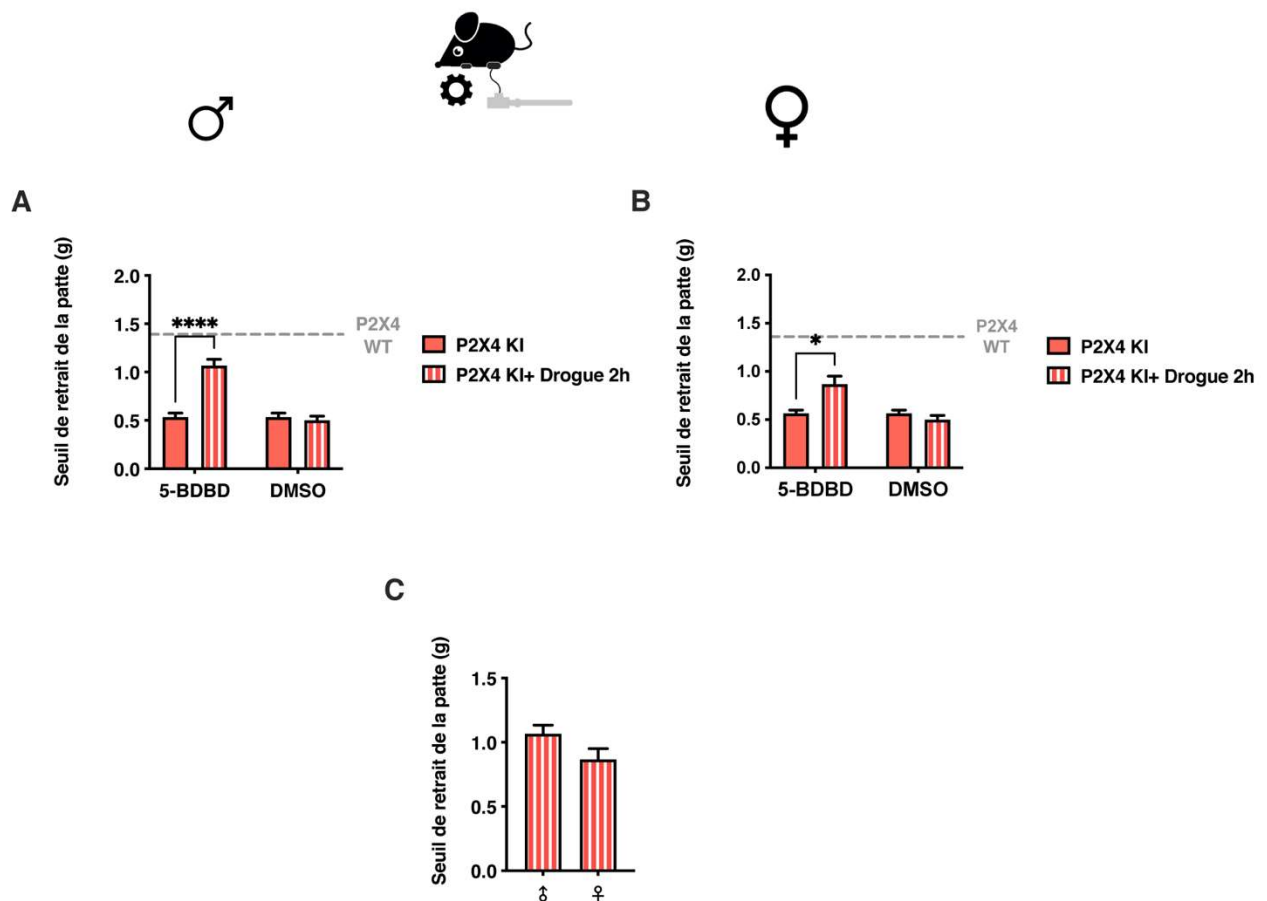 ♂
♀
A
Seuil de retrait de la patte (g)
2.0
1.5
1.0
0.5
0.0
****
P2X4
WT
P2X4 KI
P2X4 KI+ Drogue 2h
5-BDBD DMSO
B
Seuil de retrait de la patte (g)
2.0
1.5
1.0
0.5
0.0
*
P2X4
WT
P2X4 KI
P2X4 KI+ Drogue 2h
5-BDBD DMSO
C
Seuil de retrait de la patte (g)
1.5
1.0
0.5
0.0
♂ ♀